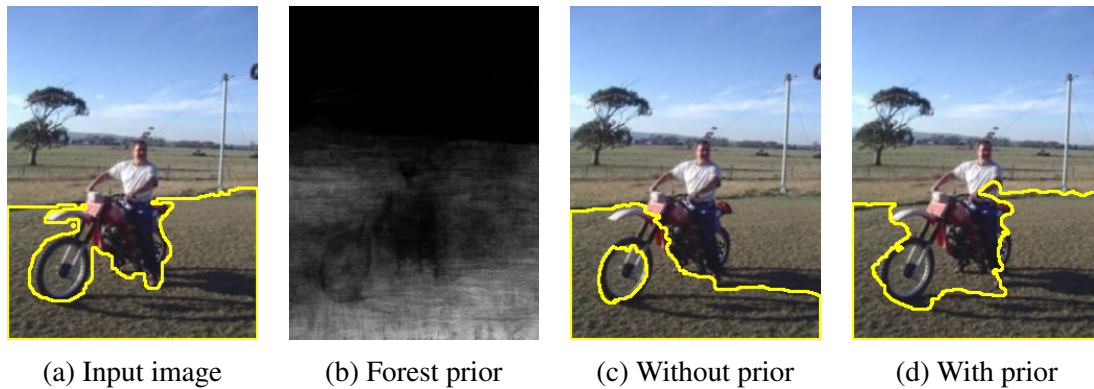 (a) Input image
(b) Forest prior
(c) Without prior
(d) With prior